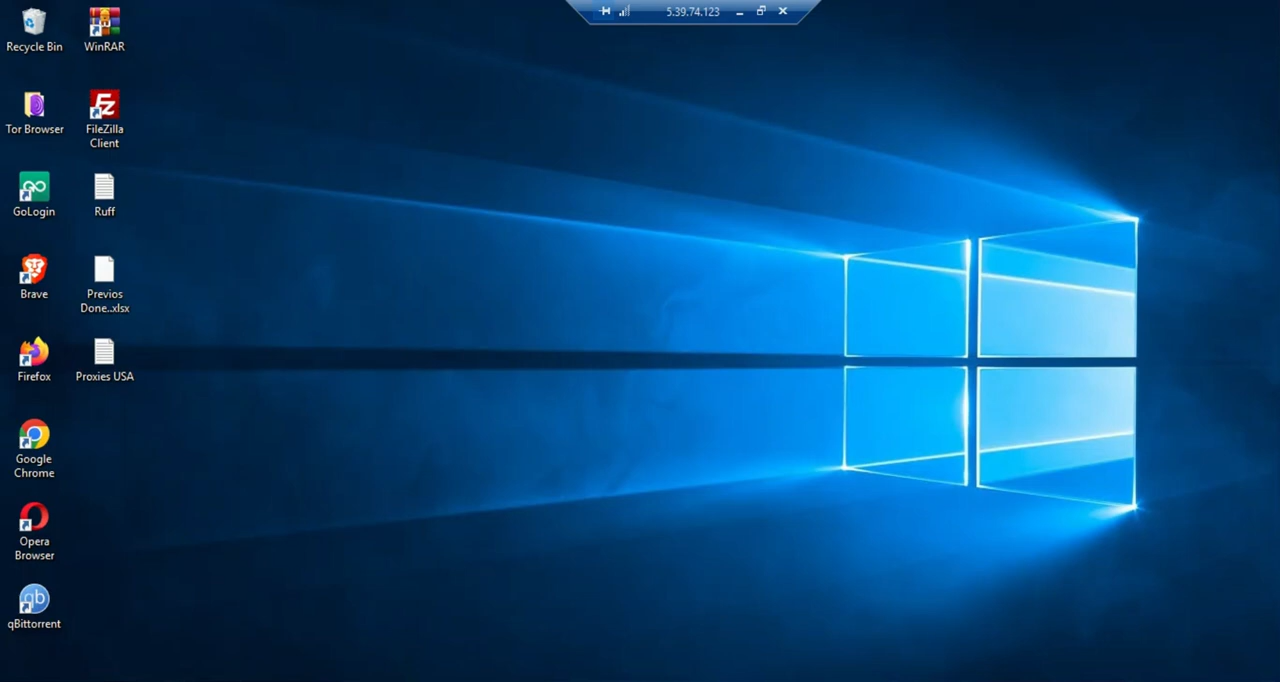 5.39.74.123
Recycle Bin
WinRAR
Tor Browser
FileZilla
Client
GoLogin
Ruff
Brave
Previos
Done..xlsx
Firefox
Proxies USA
Google
Chrome
Opera
Browser
qBittorrent